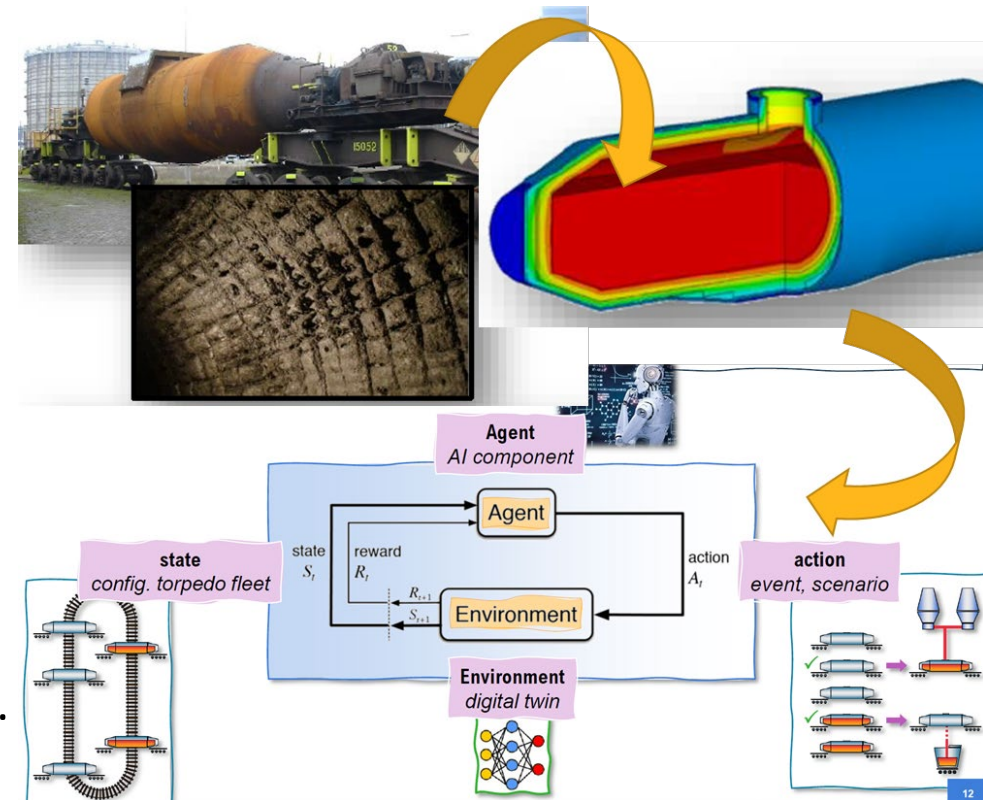 52
15052
Agent
AI component
Agent
state
S_t
reward
R_t
action
A_t
state
config. torpedo fleet
action
event, scenario
R_{t+1}
S_{t+1}
Environment
Environment
digital twin
12